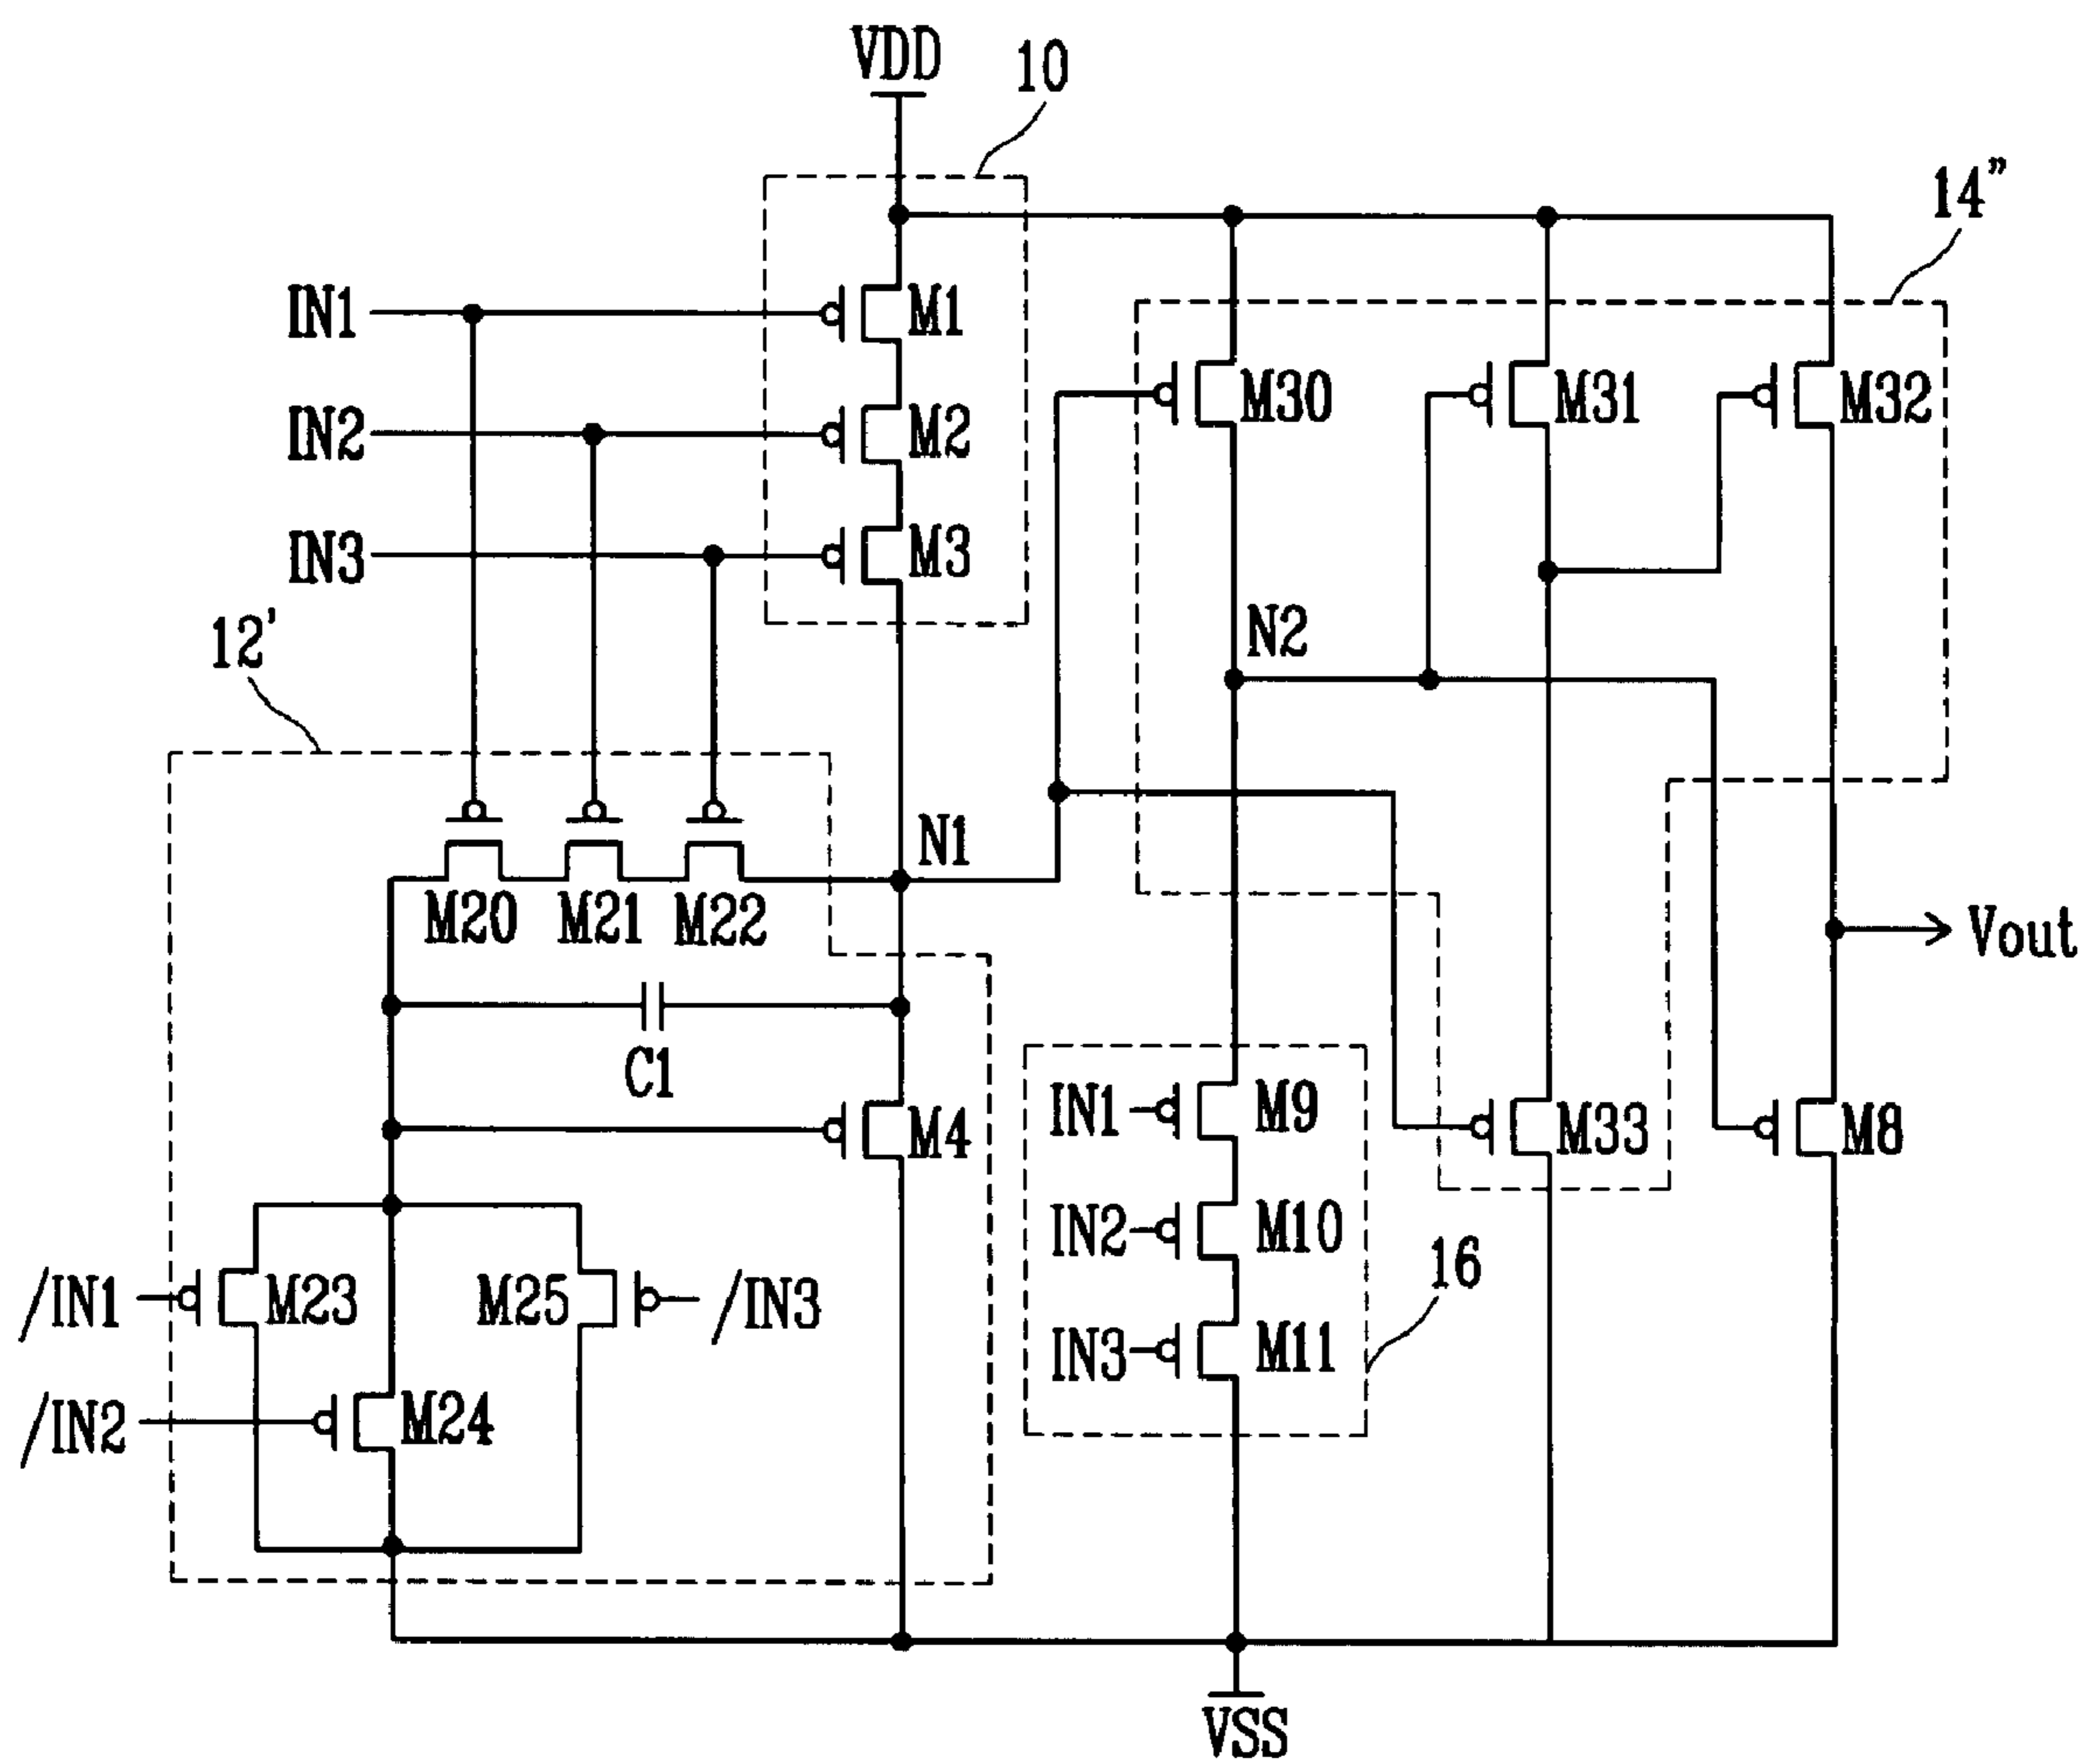 VDD
10
14”
IN1
M1
M30
M31
M32
IN2
M2
IN3
M3
12'
N2
N1
M20
M21
M22
Vout
C1
M4
IN1
M9
M33
M8
/IN1
M23
M25
/IN3
IN2
M10
16
IN3
M11
/IN2
M24
VSS